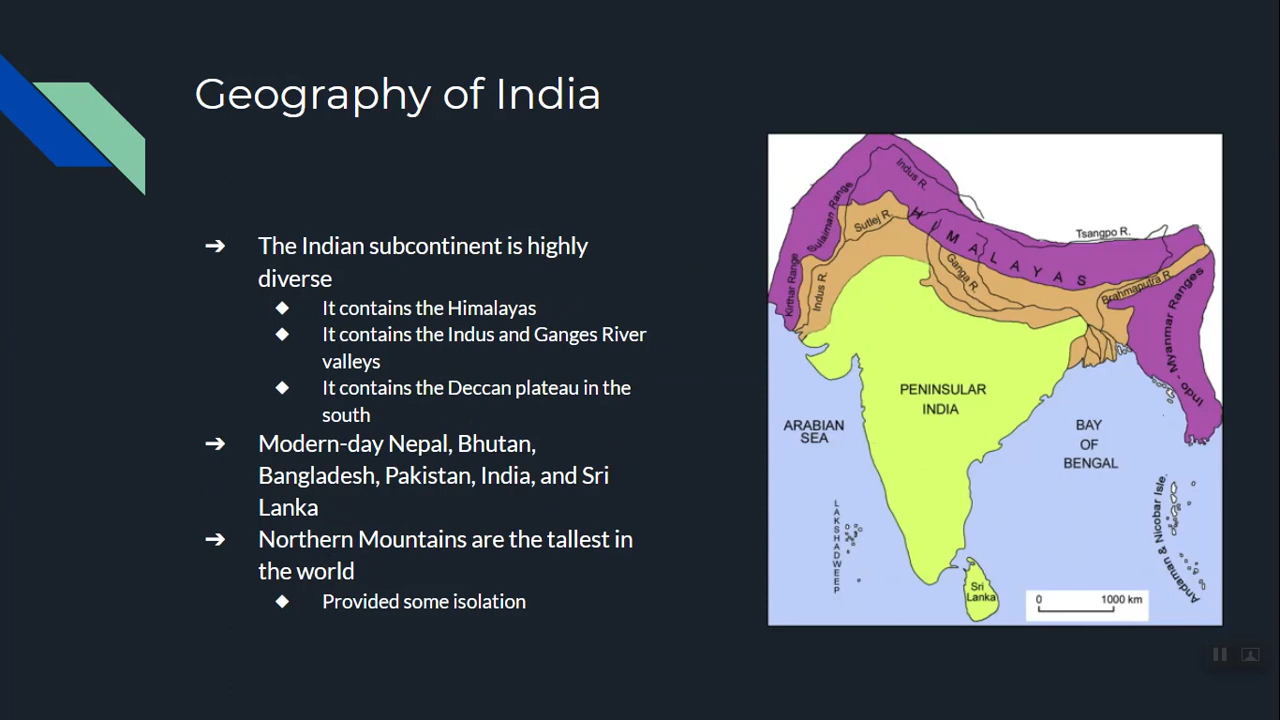 Geography of India
➔ The Indian subcontinent is highly
diverse
◆ It contains the Himalayas
◆ It contains the Indus and Ganges River
valleys
◆ It contains the Deccan plateau in the
south
➔ Modern-day Nepal, Bhutan,
Bangladesh, Pakistan, India, and Sri
Lanka
➔ Northern Mountains are the tallest in
the world
◆ Provided some isolation
Indus R.
Sulaiman Range
Sutlej R.
HIMALAYAS
Tsangpo R.
Kirthar Range
Indus R.
Ganga R.
Brahmaputra R.
Indo - Myanmar Ranges
PENINSULAR
INDIA
ARABIAN
SEA
BAY
OF
BENGAL
LAKSHADWEEP
Andaman & Nicobar Isle.
Sri
Lanka
0 1000 km